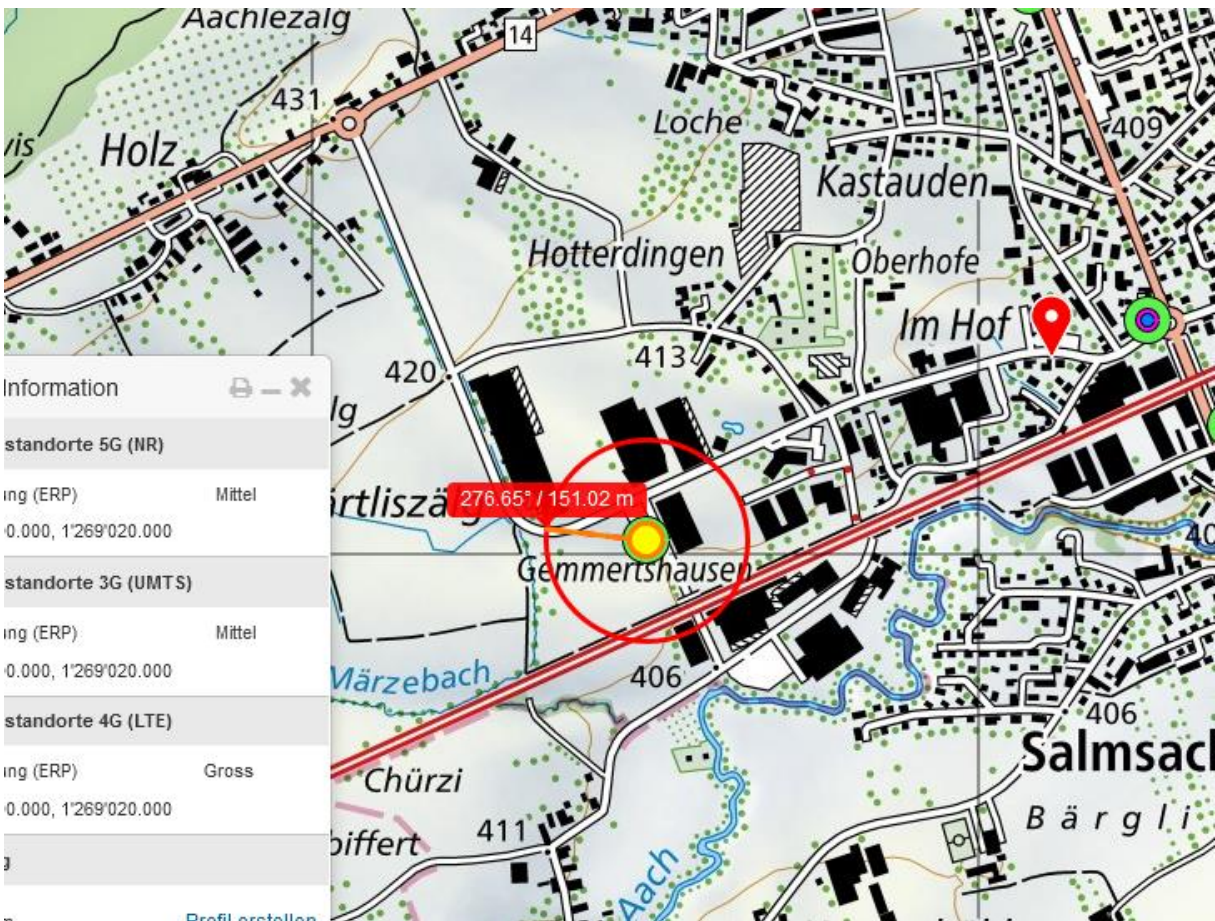 Aachlezalg
14
431
409
Holz
Loche
Kastauden
Hotterdingen
Oberhofe
Im Hof
413
420
Information
standorte 5G (NR)
ung (ERP) Mittel
0.000, 1'269'020.000
276.65° / 151.02 m
Gemmertshausen
standorte 3G (UMTS)
ung (ERP) Mittel
0.000, 1'269'020.000
Märzebach
406
standorte 4G (LTE)
406
ung (ERP) Gross
Salmsach
Chürzi
0.000, 1'269'020.000
Bärgli
411
biffert
Aach
Profil erstellen